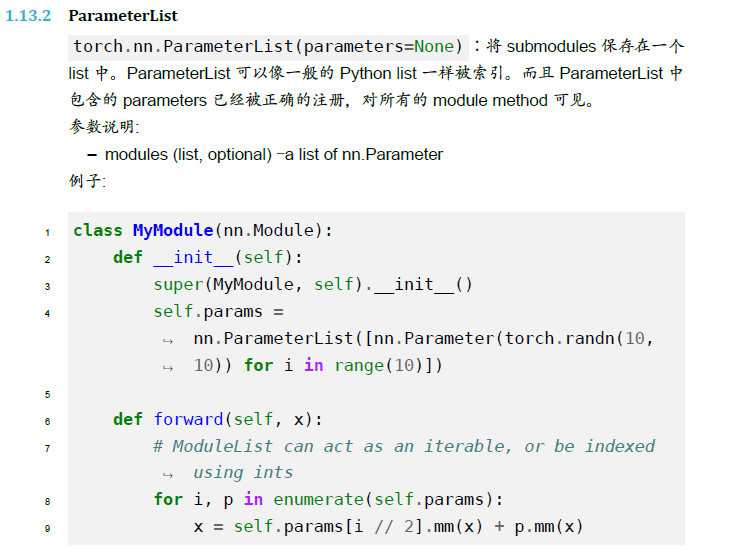 1.13.2 ParameterList
torch.nn.ParameterList(parameters=None) ：将 submodules 保存在一个
list 中。ParameterList 可以像一般的 Python list 一样被索引。而且 ParameterList 中
包含的 parameters 已经被正确的注册，对所有的 module method 可见。
参数说明:
– modules (list, optional) –a list of nn.Parameter
例子:
1 class MyModule(nn.Module):
2 def __init__(self):
3 super(MyModule, self).__init__()
4 self.params =
↪ nn.ParameterList([nn.Parameter(torch.randn(10,
↪ 10)) for i in range(10)])
5
6 def forward(self, x):
7 # ModuleList can act as an iterable, or be indexed
↪ using ints
8 for i, p in enumerate(self.params):
9 x = self.params[i // 2].mm(x) + p.mm(x)